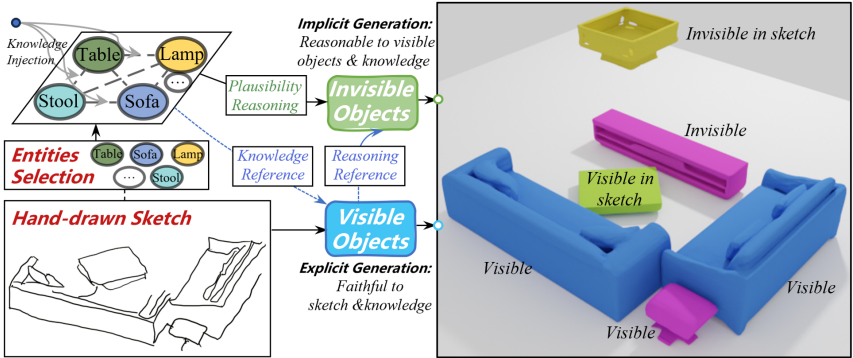 Knowledge
Injection
Table
Lamp
...
Stool
Sofa
Entities
Selection
Table
Sofa
Lamp
...
Stool
Hand-drawn Sketch
Plausibility
Reasoning
Knowledge
Reference
Reasoning
Reference
Implicit Generation:
Reasonable to visible
objects & knowledge
Invisible
Objects
Visible
Objects
Explicit Generation:
Faithful to
sketch &knowledge
Invisible in sketch
Invisible
Visible in
sketch
Visible
Visible
Visible